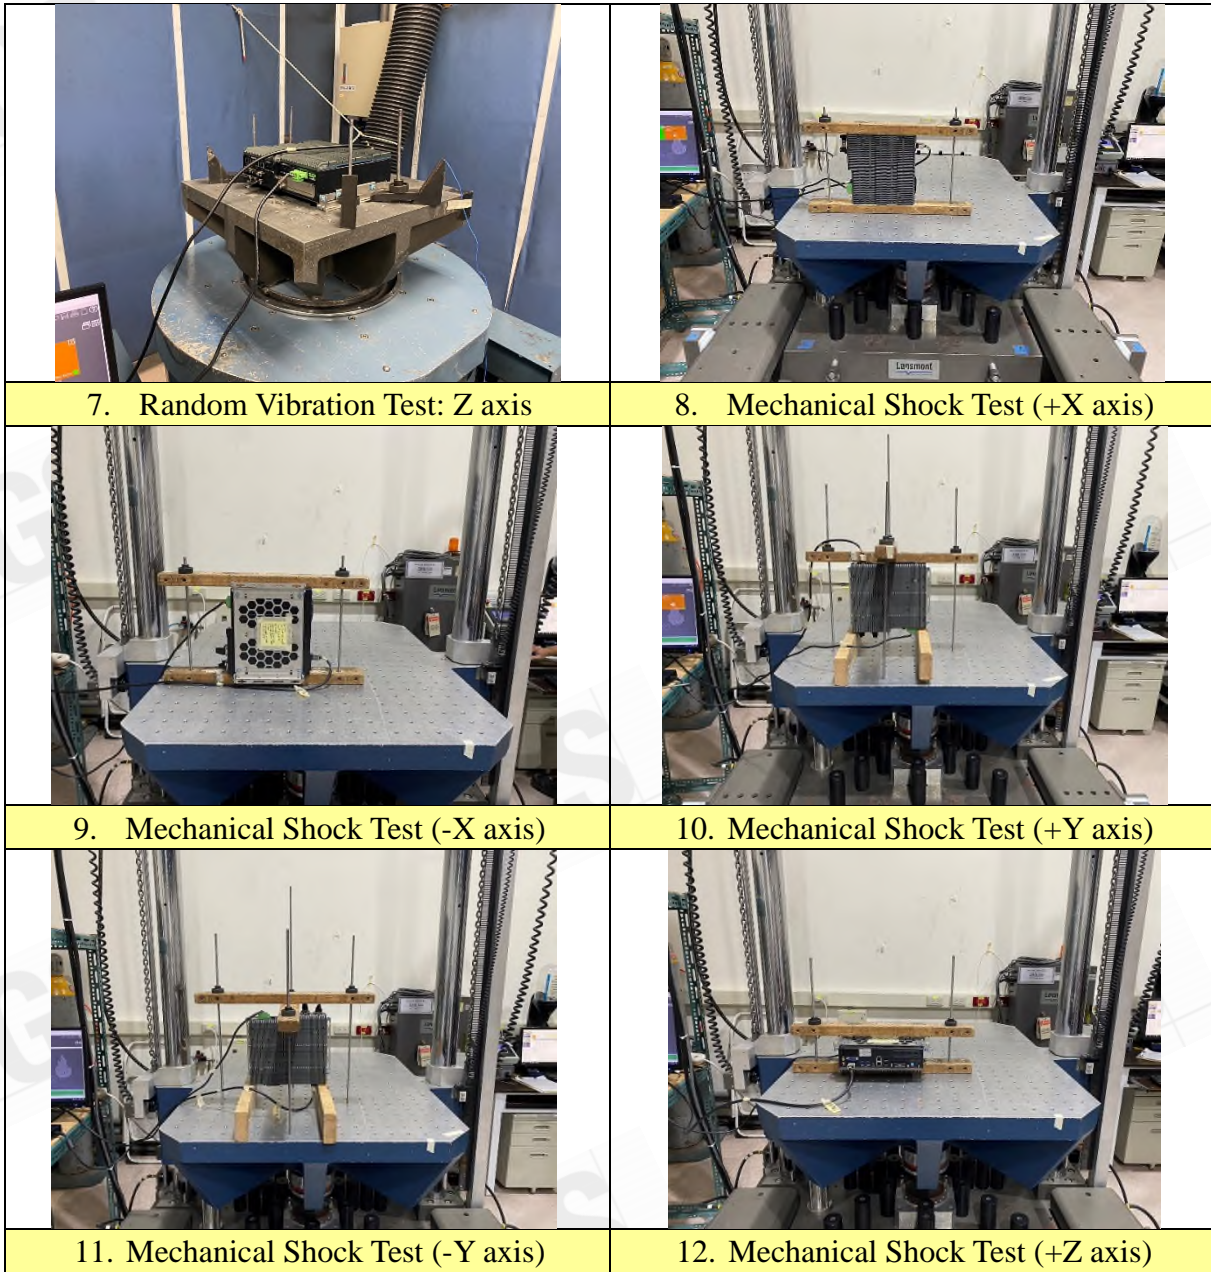 7. Random Vibration Test: Z axis
8. Mechanical Shock Test (+X axis)
Lansmont
9. Mechanical Shock Test (-X axis)
10. Mechanical Shock Test (+Y axis)
11. Mechanical Shock Test (-Y axis)
12. Mechanical Shock Test (+Z axis)